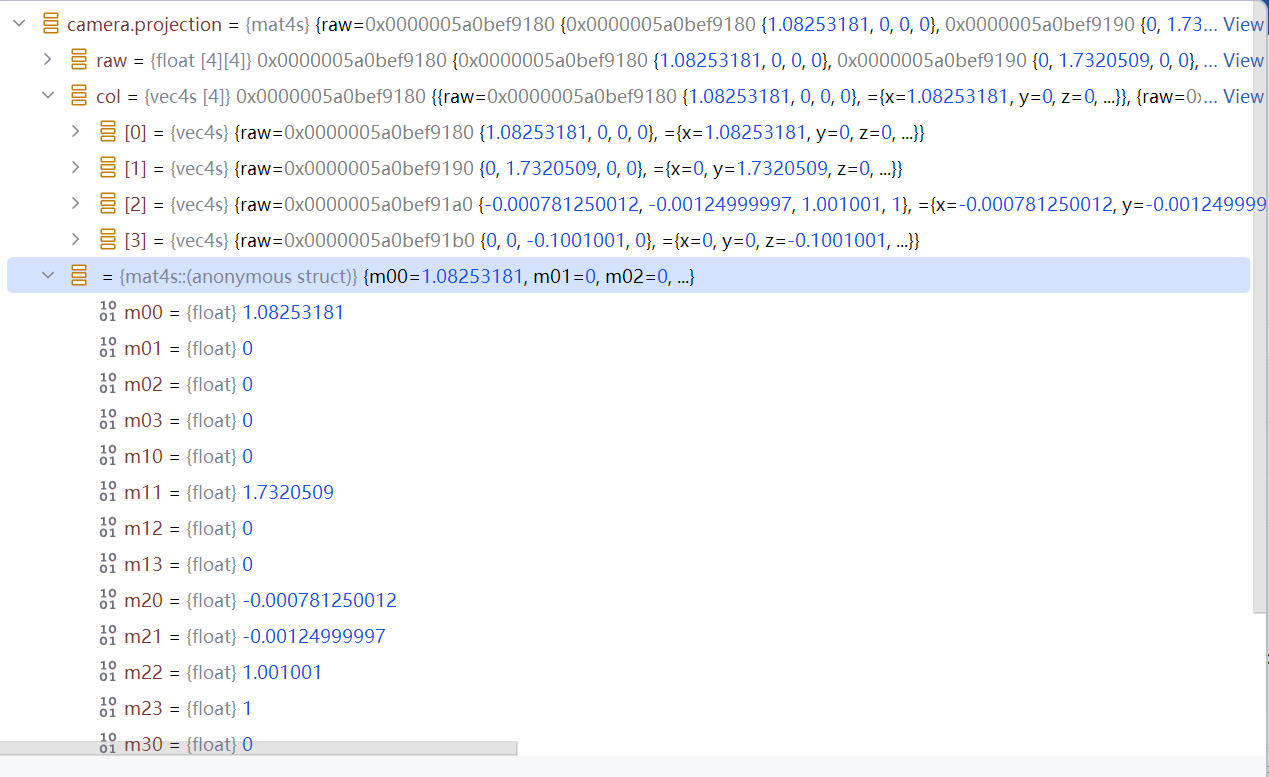 camera.projection = {mat4s} {raw=0x0000005a0bef9180 {0x0000005a0bef9180 {1.08253181, 0, 0, 0}, 0x0000005a0bef9190 {0, 1.73... View
raw = {float [4][4]} 0x0000005a0bef9180 {0x0000005a0bef9180 {1.08253181, 0, 0, 0}, 0x0000005a0bef9190 {0, 1.7320509, 0, 0}, ... View
col = {vec4s [4]} 0x0000005a0bef9180 {{raw=0x0000005a0bef9180 {1.08253181, 0, 0, 0}, ={x=1.08253181, y=0, z=0, ...}}, {raw=0x... View
[0] = {vec4s} {raw=0x0000005a0bef9180 {1.08253181, 0, 0, 0}, ={x=1.08253181, y=0, z=0, ...}}
[1] = {vec4s} {raw=0x0000005a0bef9190 {0, 1.7320509, 0, 0}, ={x=0, y=1.7320509, z=0, ...}}
[2] = {vec4s} {raw=0x0000005a0bef91a0 {-0.000781250012, -0.00124999997, 1.001001, 1}, ={x=-0.000781250012, y=-0.001249999
[3] = {vec4s} {raw=0x0000005a0bef91b0 {0, 0, -0.1001001, 0}, ={x=0, y=0, z=-0.1001001, ...}}
= {mat4s::(anonymous struct)} {m00=1.08253181, m01=0, m02=0, ...}
m00 = {float} 1.08253181
m01 = {float} 0
m02 = {float} 0
m03 = {float} 0
m10 = {float} 0
m11 = {float} 1.7320509
m12 = {float} 0
m13 = {float} 0
m20 = {float} -0.000781250012
m21 = {float} -0.00124999997
m22 = {float} 1.001001
m23 = {float} 1
m30 = {float} 0